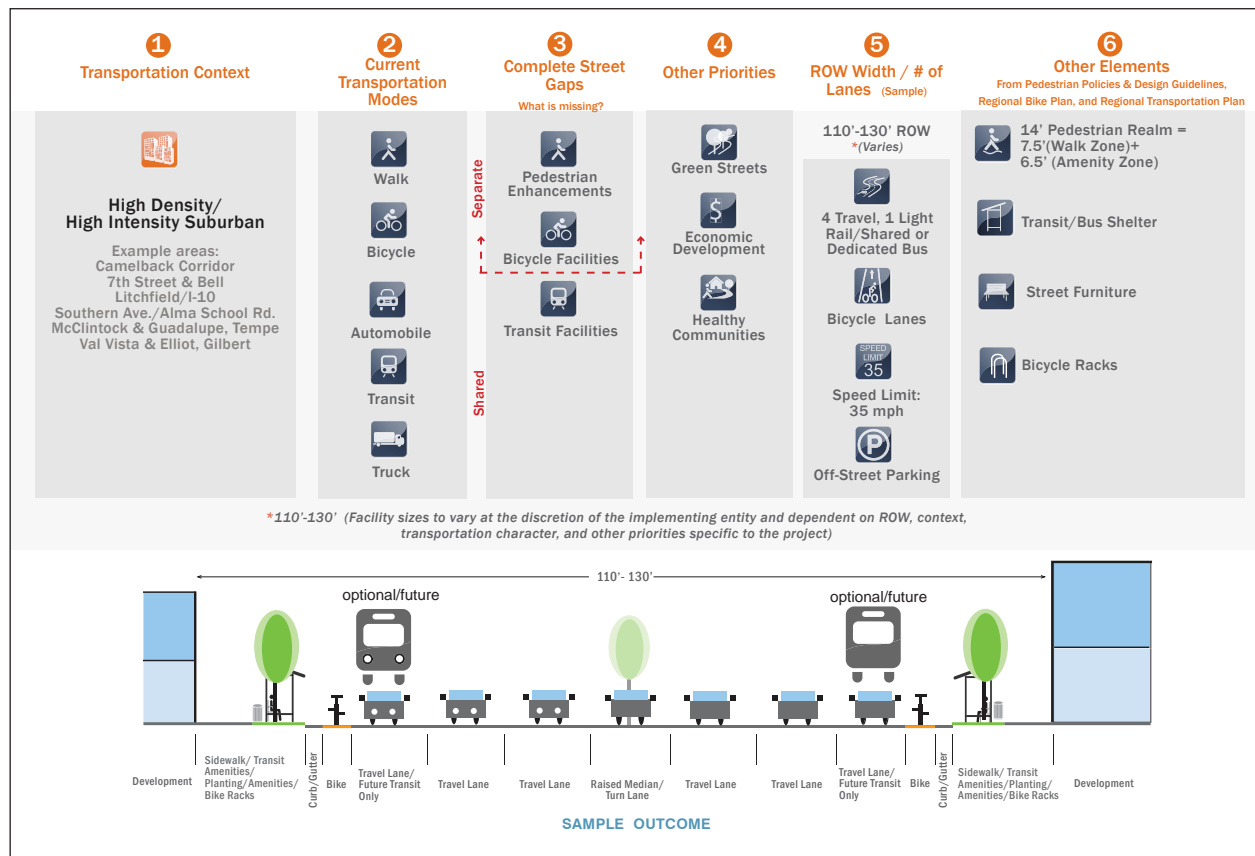 1
Transportation Context
High Density/
High Intensity Suburban
Example areas:
Camelback Corridor
7th Street & Bell
Litchfield/I-10
Southern Ave./Alma School Rd.
McClintock & Guadalupe, Tempe
Val Vista & Elliot, Gilbert
2
Current
Transportation
Modes
Walk
Bicycle
Automobile
Transit
Truck
3
Complete Street
Gaps
What is missing?
Separate
Shared
Pedestrian
Enhancements
Bicycle Facilities
Transit Facilities
4
Other Priorities
Green Streets
$
Economic
Development
Healthy
Communities
5
ROW Width / # of
Lanes (Sample)
110'-130' ROW
*(Varies)
4 Travel, 1 Light
Rail/Shared or
Dedicated Bus
Bicycle Lanes
SPEED
LIMIT
35
Speed Limit:
35 mph
P
Off-Street Parking
6
Other Elements
From Pedestrian Policies & Design Guidelines,
Regional Bike Plan, and Regional Transportation Plan
14' Pedestrian Realm =
7.5'(Walk Zone)+
6.5' (Amenity Zone)
Transit/Bus Shelter
Street Furniture
Bicycle Racks
*110'-130' (Facility sizes to vary at the discretion of the implementing entity and dependent on ROW, context,
transportation character, and other priorities specific to the project)
110'- 130'
optional/future
optional/future
Development
Sidewalk/ Transit
Amenities/
Planting/Amenities/
Bike Racks
Curb/Gutter
Bike
Travel Lane/
Future Transit
Only
Travel Lane
Travel Lane
Raised Median/
Turn Lane
Travel Lane
Travel Lane
Travel Lane/
Future Transit
Only
Bike
Curb/Gutter
Sidewalk/ Transit
Amenities/Planting/
Amenities/Bike Racks
Development
SAMPLE OUTCOME